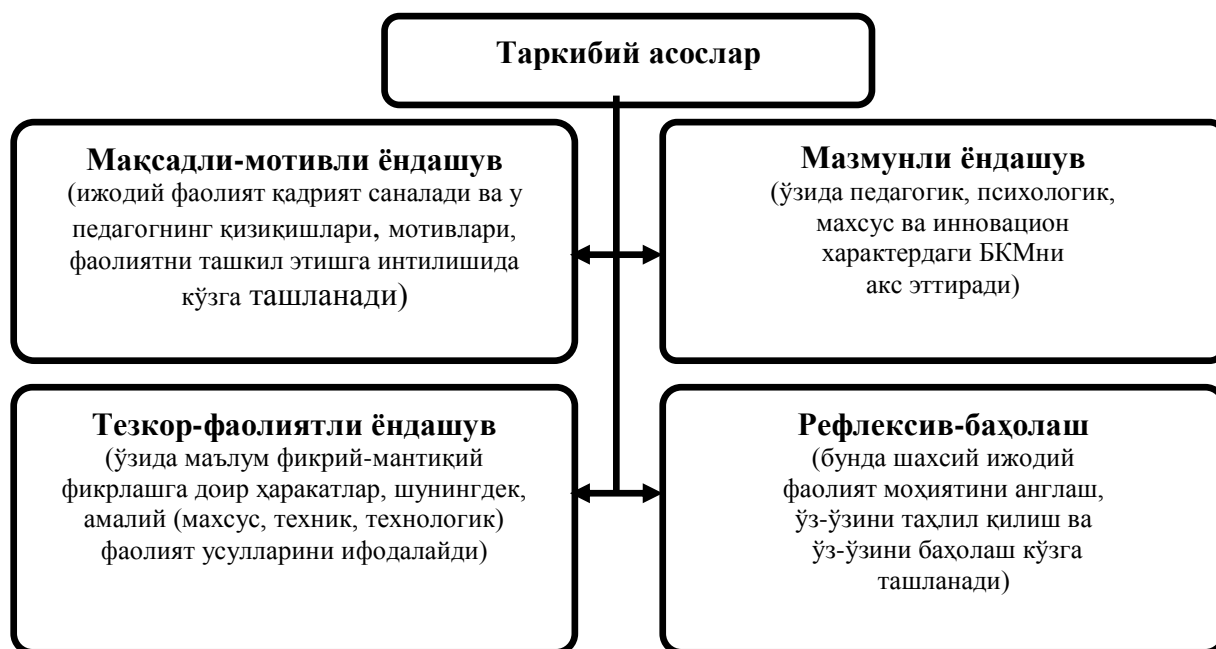 Таркибий асослар
Мақсадли-мотивли ёндашув
(ижодий фаолият қадрият саналади ва у
педагогнинг қизиқишлари, мотивлари,
фаолиятни ташкил этишга интилишида
кўзга ташланади)
Мазмунли ёндашув
(ўзида педагогик, психологик,
махсус ва инновацион
характердаги БКМни
акс эттиради)
Тезкор-фаолиятли ёндашув
(ўзида маълум фикрий-мантиқий
фикрлашга доир ҳаракатлар, шунингдек,
амалий (махсус, техник, технологик)
фаолият усулларини ифодалайди)
Рефлексив-баҳолаш
(бунда шахсий ижодий
фаолият моҳиятини англаш,
ўз-ўзини таҳлил қилиш ва
ўз-ўзини баҳолаш кўзга
ташланади)